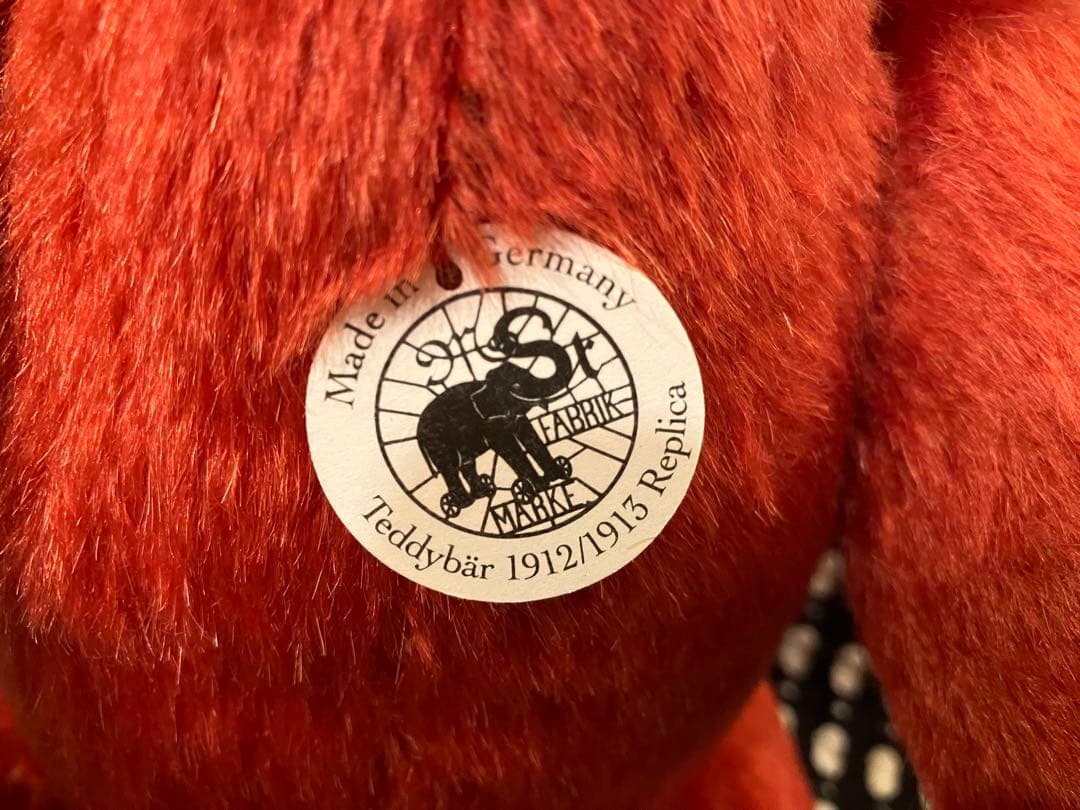 Made in Germany
St
FABRIK
MARKE
Teddybär 1912/1913 Replica